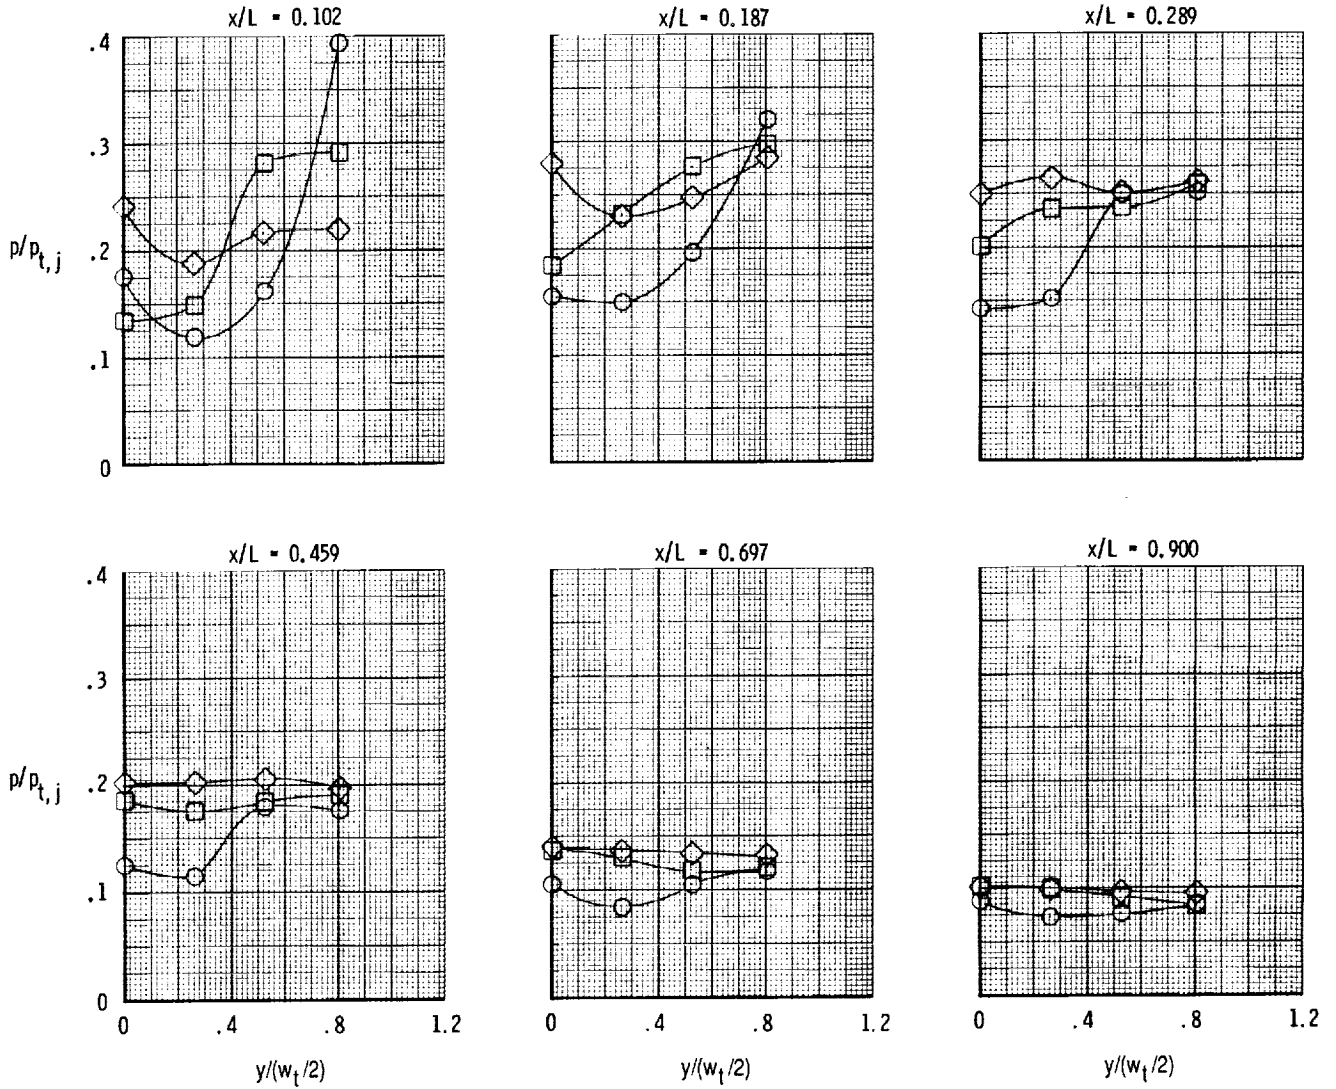 x/L = 0.102
x/L = 0.187
x/L = 0.289
.4
.3
p/p_t,j
.2
.1
0
x/L = 0.459
x/L = 0.697
x/L = 0.900
.4
.3
p/p_t,j
.2
.1
0
0 .4 .8 1.2
0 .4 .8 1.2
0 .4 .8 1.2
y/(w_t/2)
y/(w_t/2)
y/(w_t/2)